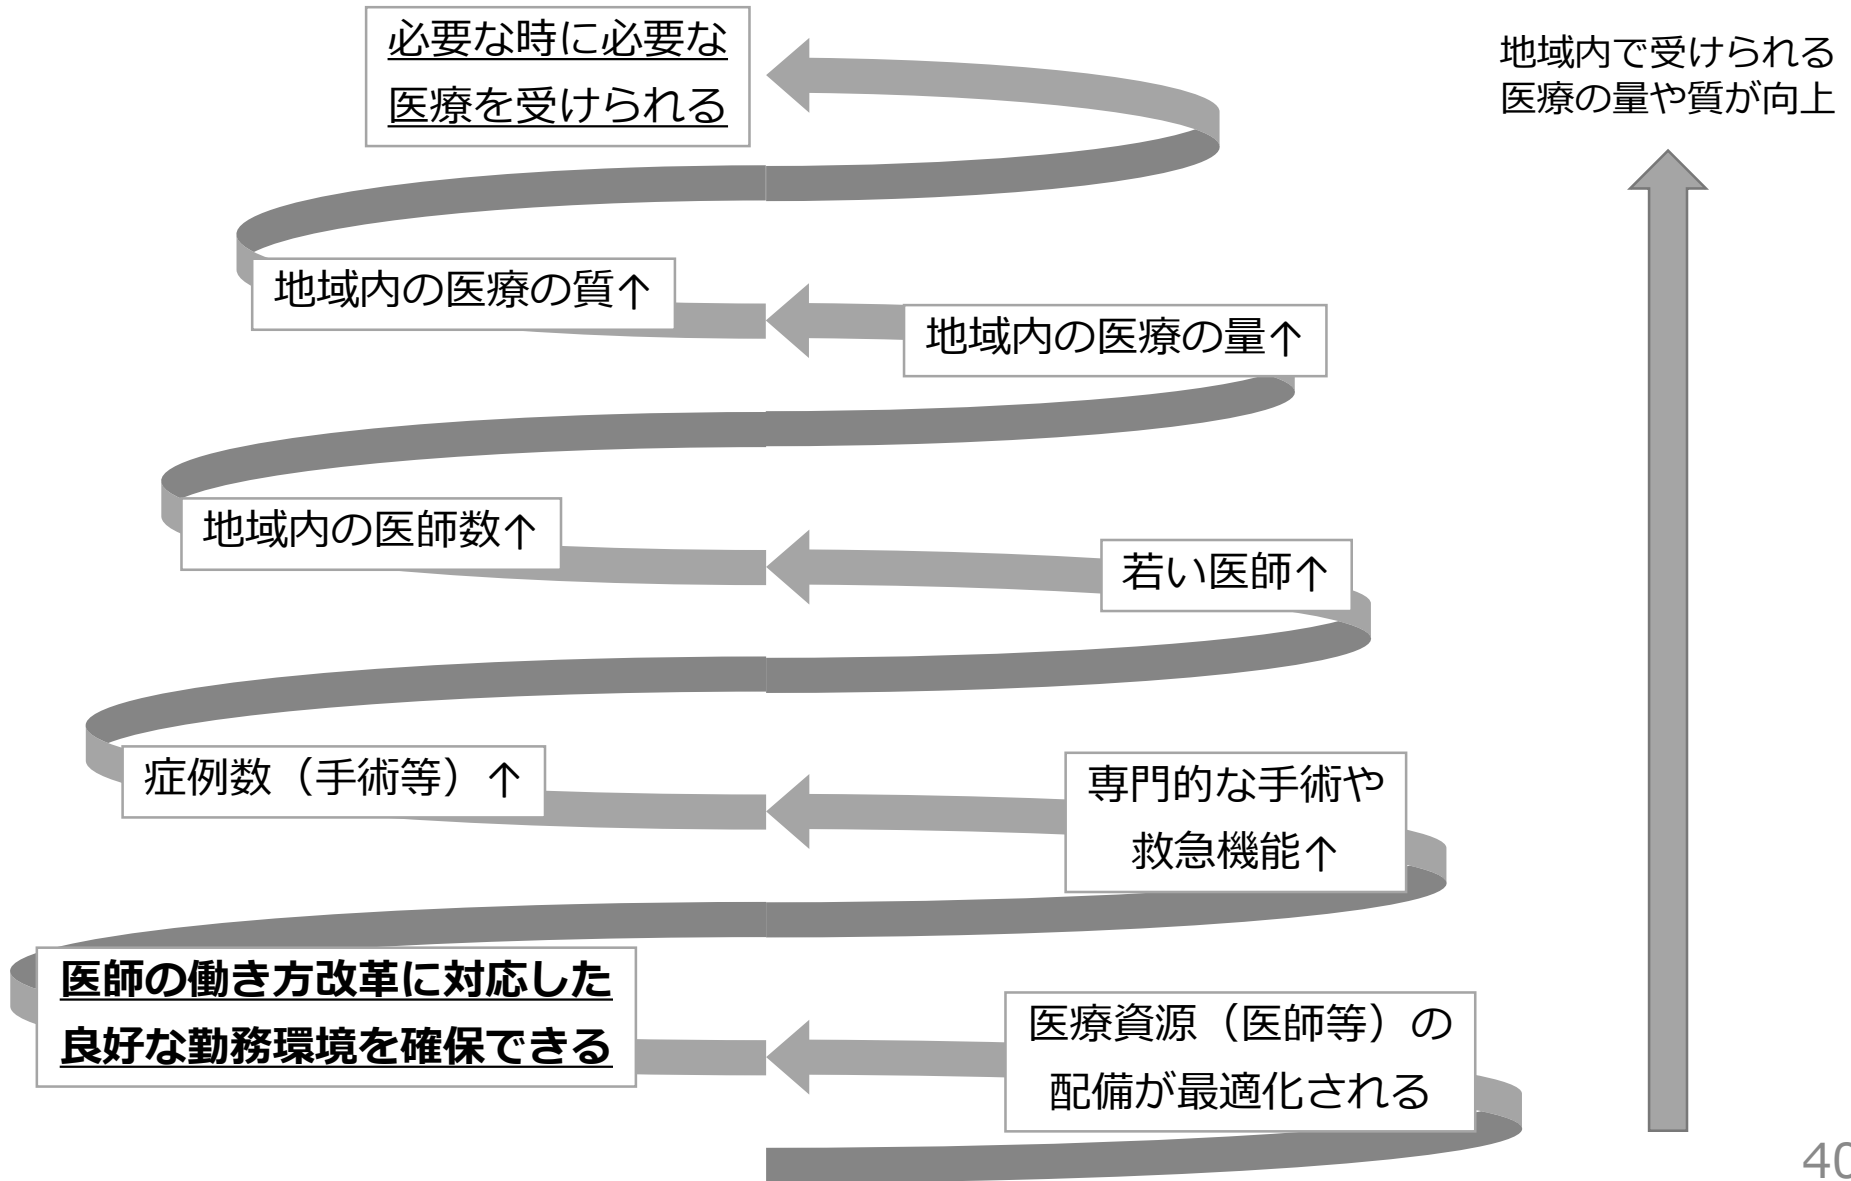 必要な時に必要な
医療を受けられる
地域内で受けられる
医療の量や質が向上
地域内の医療の質↑
地域内の医療の量↑
地域内の医師数↑
若い医師↑
症例数（手術等）↑
専門的な手術や
救急機能↑
医師の働き方改革に対応した
良好な勤務環境を確保できる
医療資源（医師等）の
配備が最適化される
40